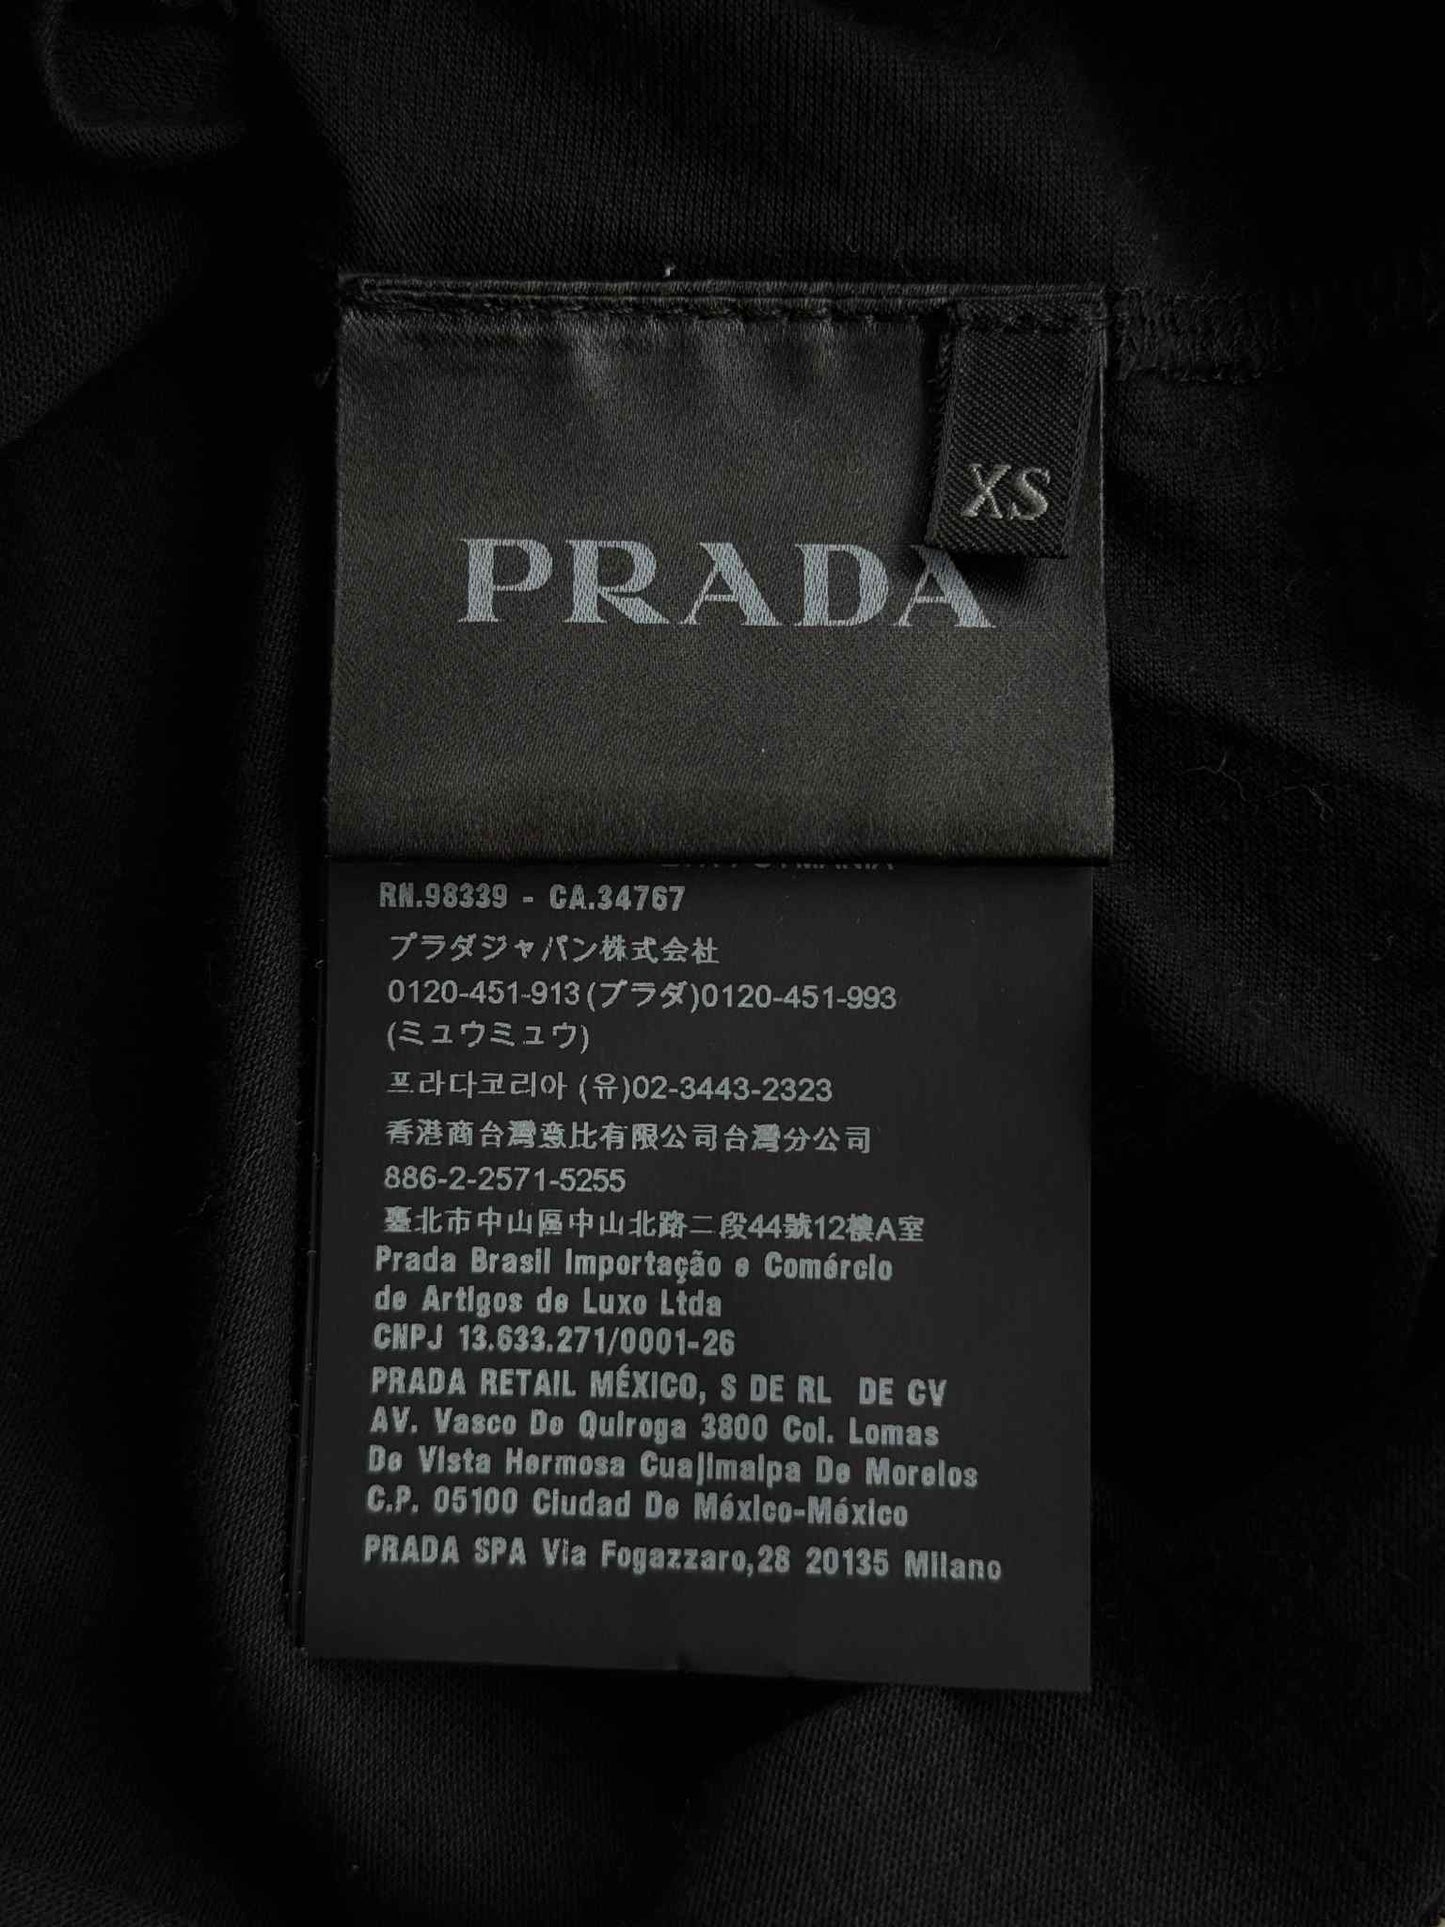 XS
PRADA
RN.98339 - CA.34767
プラダジャパン株式会社
0120-451-913(プラダ)0120-451-993
(ミュウミュウ)
프라다코리아 (유)02-3443-2323
香港商台灣意比有限公司台灣分公司
886-2-2571-5255
臺北市中山區中山北路二段44號12樓A室
Prada Brasil Importação e Comércio
de Artigos de Luxo Ltda
CNPJ 13.633.271/0001-26
PRADA RETAIL MÉXICO, S DE RL DE CV
AV. Vasco De Quiroga 3800 Col. Lomas
De Vista Hermosa Cuajimalpa De Morelos
C.P. 05100 Ciudad De México-México
PRADA SPA Via Fogazzaro,28 20135 Milano